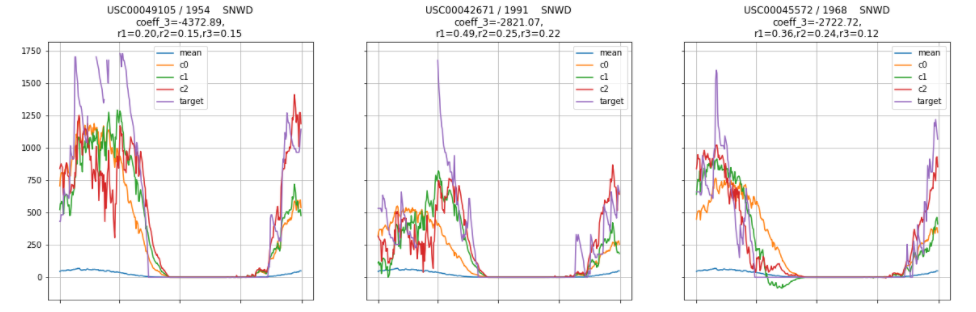 USC00049105 / 1954 SNWD
coeff_3=-4372.89,
r1=0.20,r2=0.15,r3=0.15
1750
1500
1250
1000
750
500
250
0
mean
c0
c1
c2
target
USC00042671 / 1991 SNWD
coeff_3=-2821.07,
r1=0.49,r2=0.25,r3=0.22
mean
c0
c1
c2
target
USC00045572 / 1968 SNWD
coeff_3=-2722.72,
r1=0.36,r2=0.24,r3=0.12
mean
c0
c1
c2
target